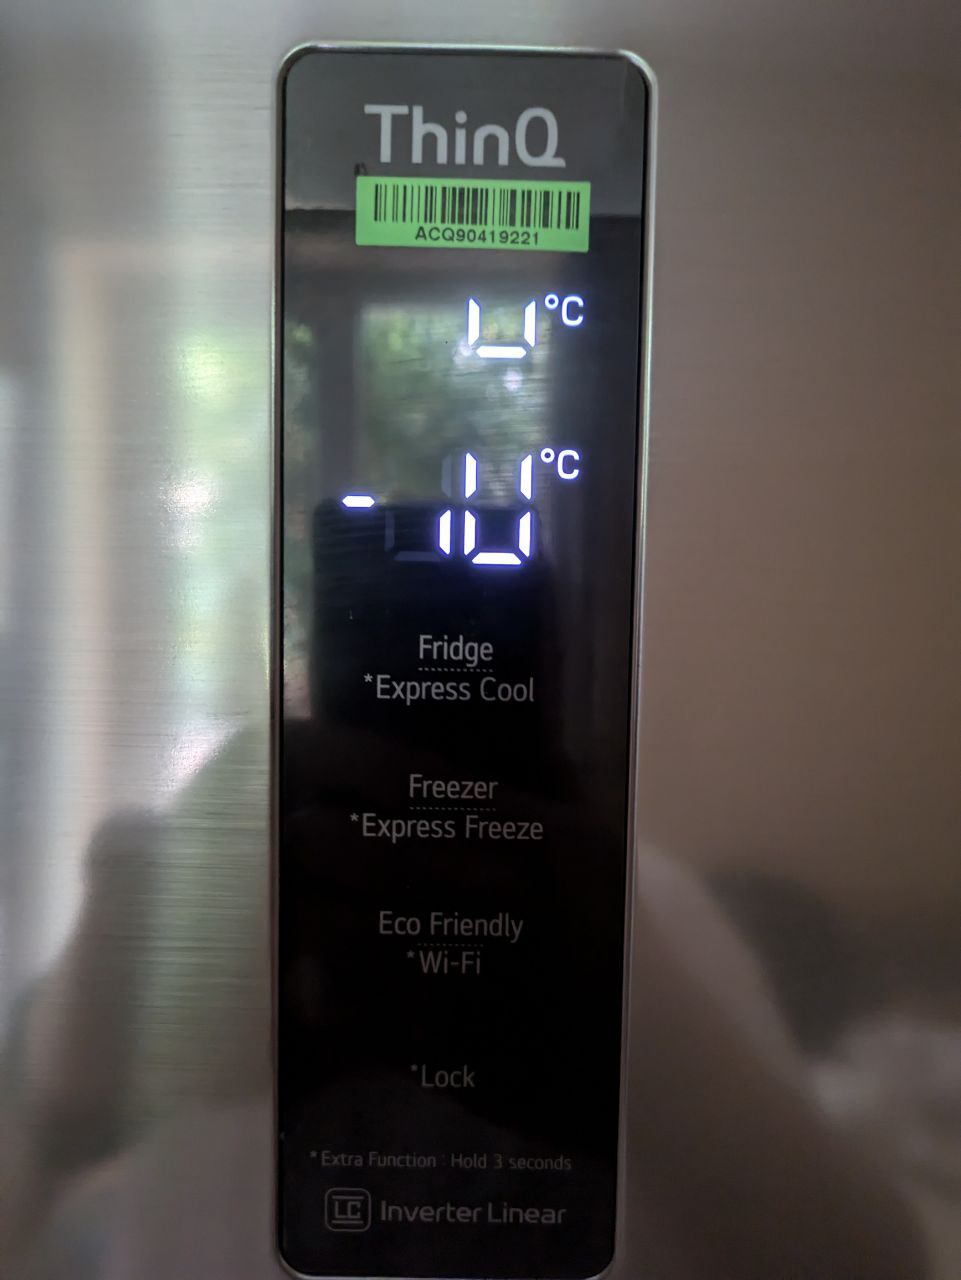 ThinQ
ACQ90419221
°C
°C
Fridge
*Express Cool
Freezer
*Express Freeze
Eco Friendly
*Wi-Fi
*Lock
* Extra Function : Hold 3 seconds
LC Inverter Linear